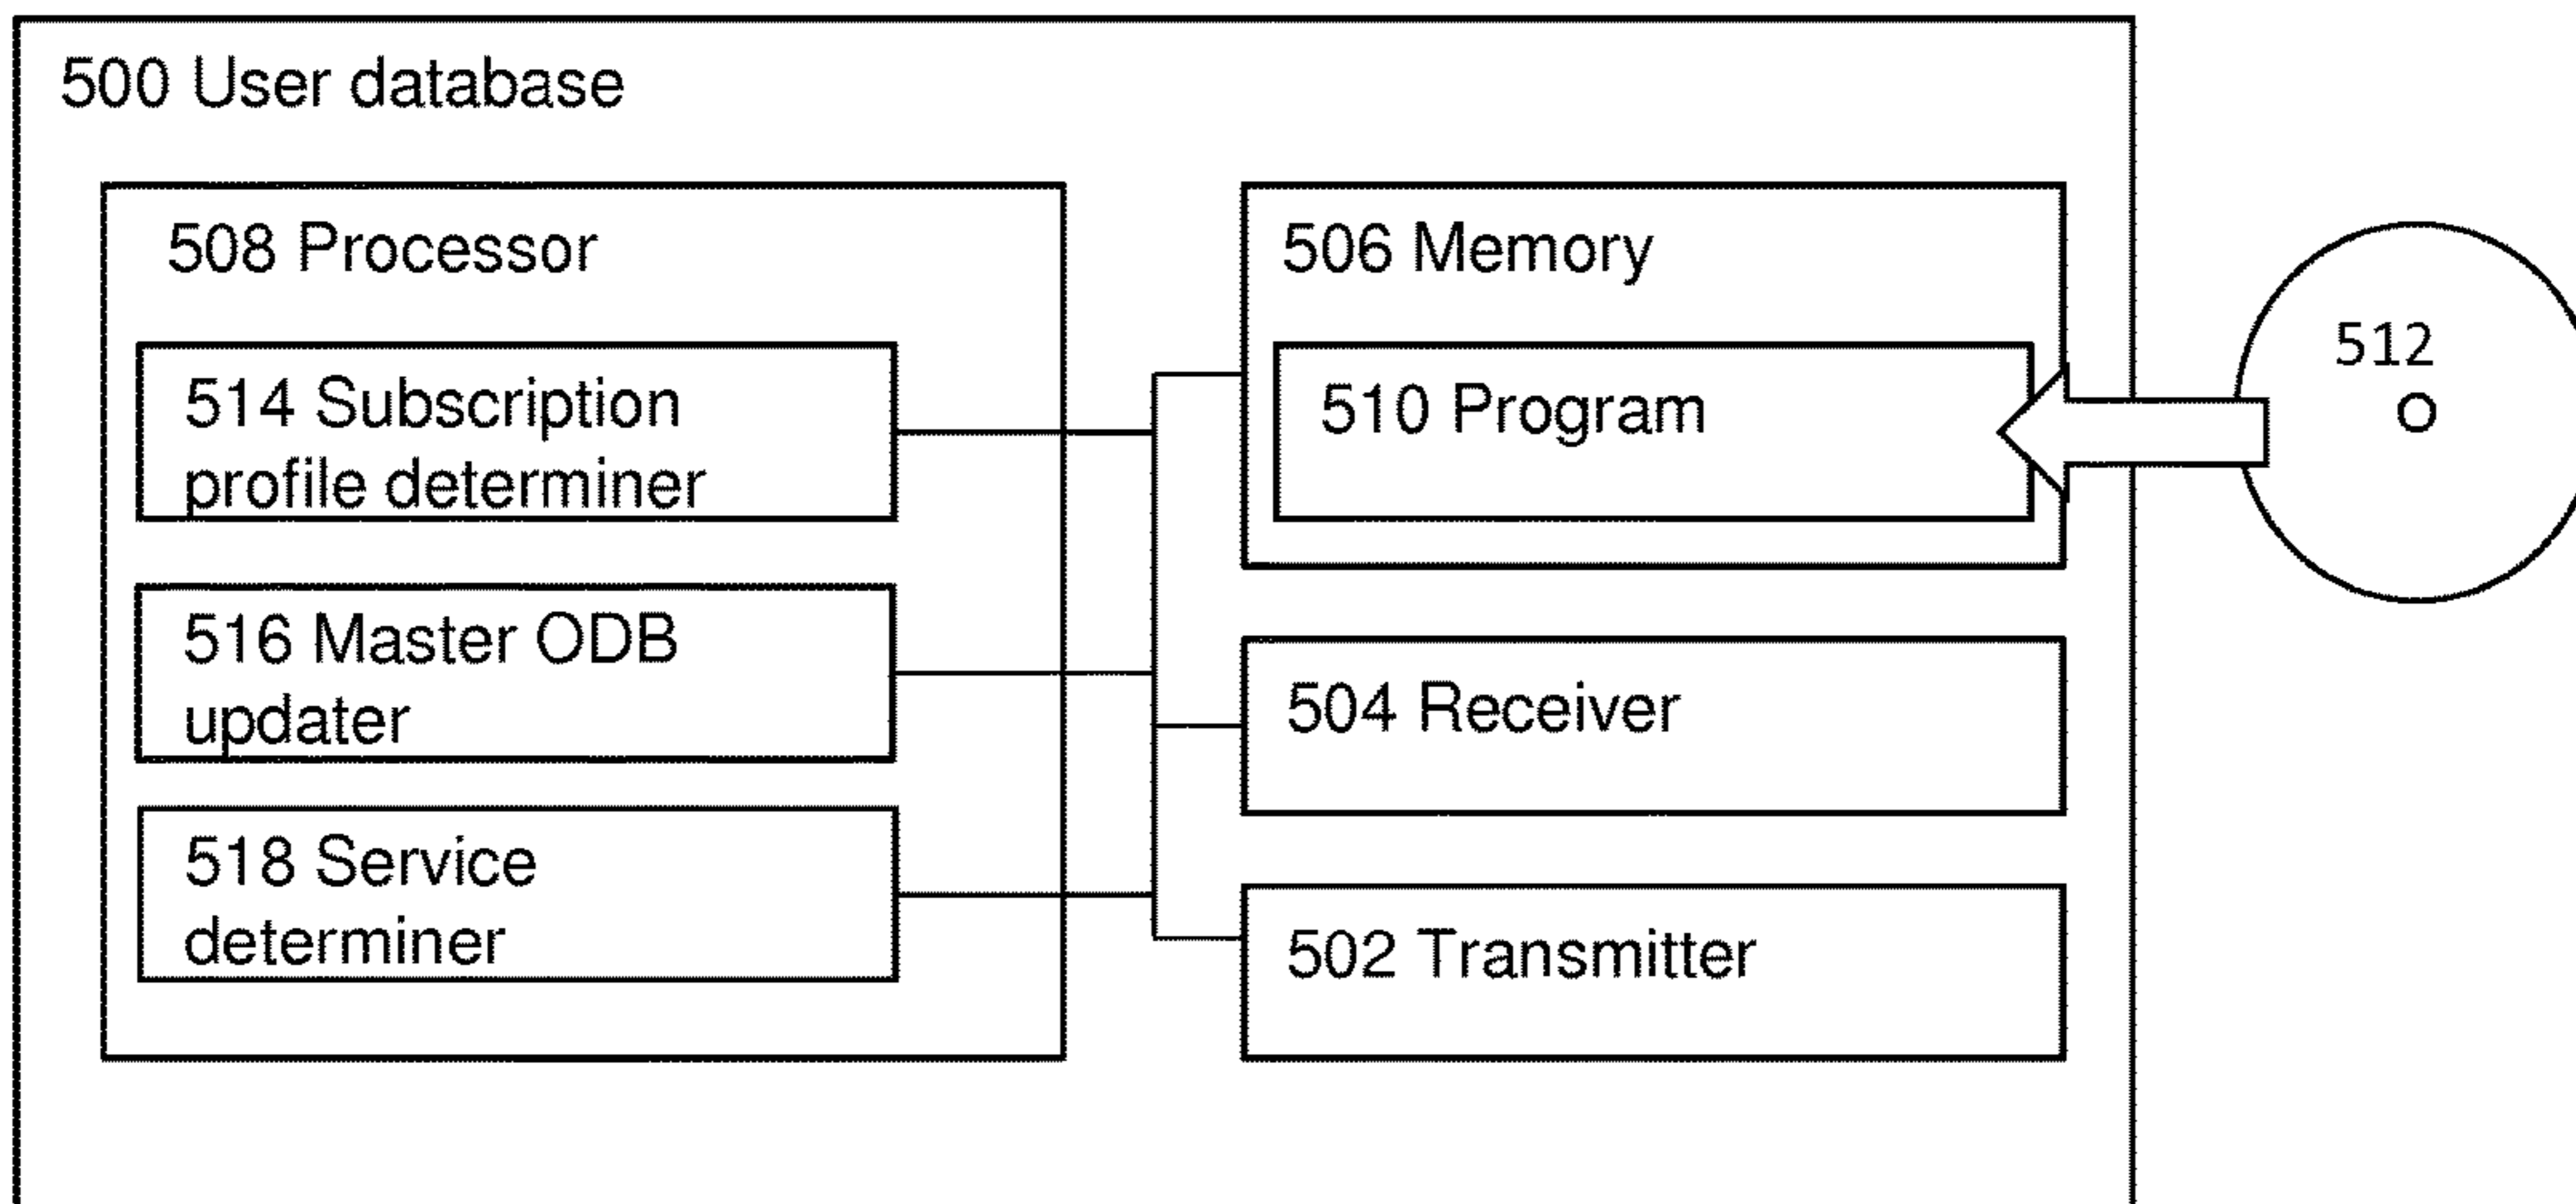 500 User database
508 Processor
514 Subscription
profile determiner
516 Master ODB
updater
518 Service
determiner
506 Memory
510 Program
504 Receiver
502 Transmitter
512